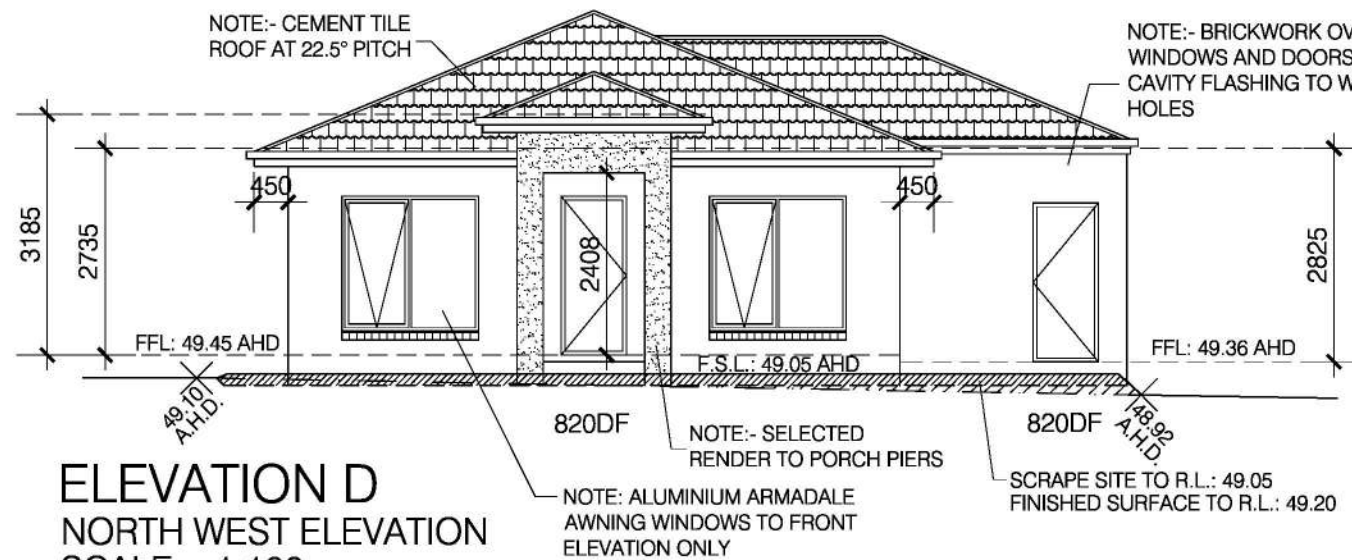 NOTE:- CEMENT TILE
ROOF AT 22.5° PITCH
NOTE:- BRICKWORK OV
WINDOWS AND DOORS
CAVITY FLASHING TO W
HOLES
3185
2735
450
2408
450
2825
FFL: 49.45 AHD
F.S.L.: 49.05 AHD
FFL: 49.36 AHD
49.10
A.H.D.
820DF
820DF
48.92
A.H.D.
NOTE:- SELECTED
RENDER TO PORCH PIERS
SCRAPE SITE TO R.L.: 49.05
FINISHED SURFACE TO R.L.: 49.20
NOTE: ALUMINIUM ARMADALE
AWNING WINDOWS TO FRONT
ELEVATION ONLY
ELEVATION D
NORTH WEST ELEVATION